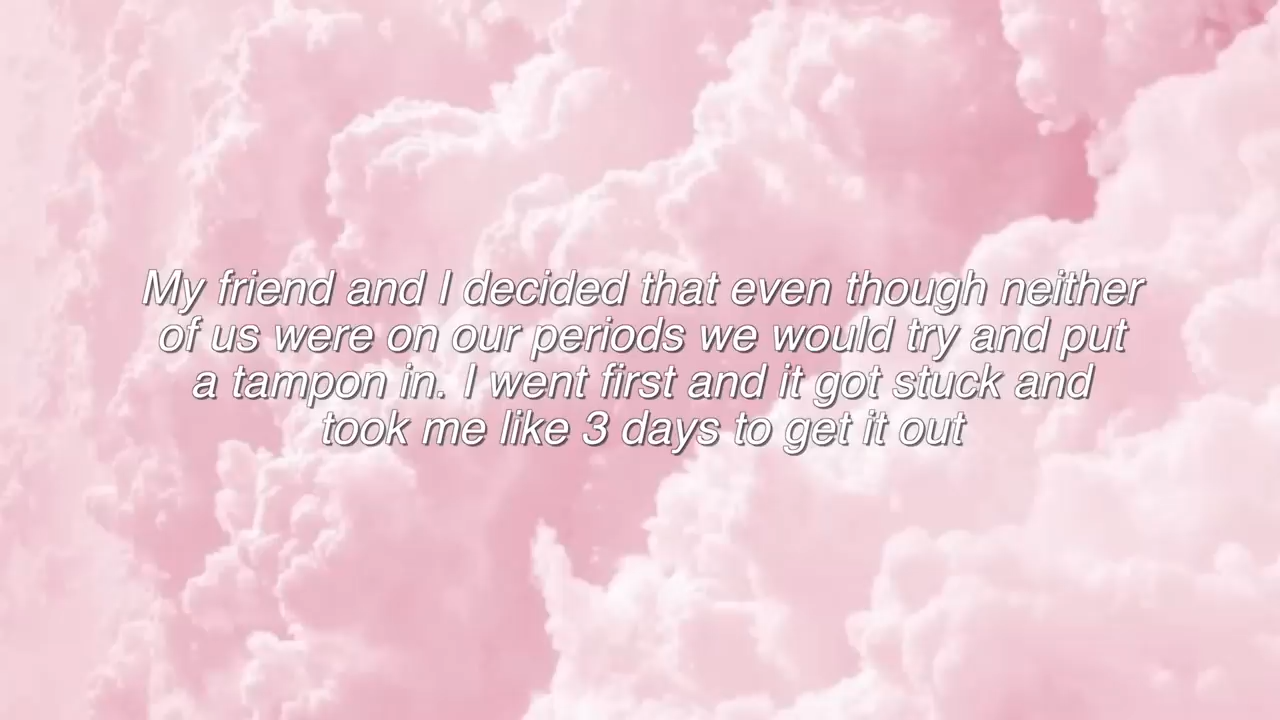 My friend and I decided that even though neither
of us were on our periods we would try and put
a tampon in. I went first and it got stuck and
took me like 3 days to get it out